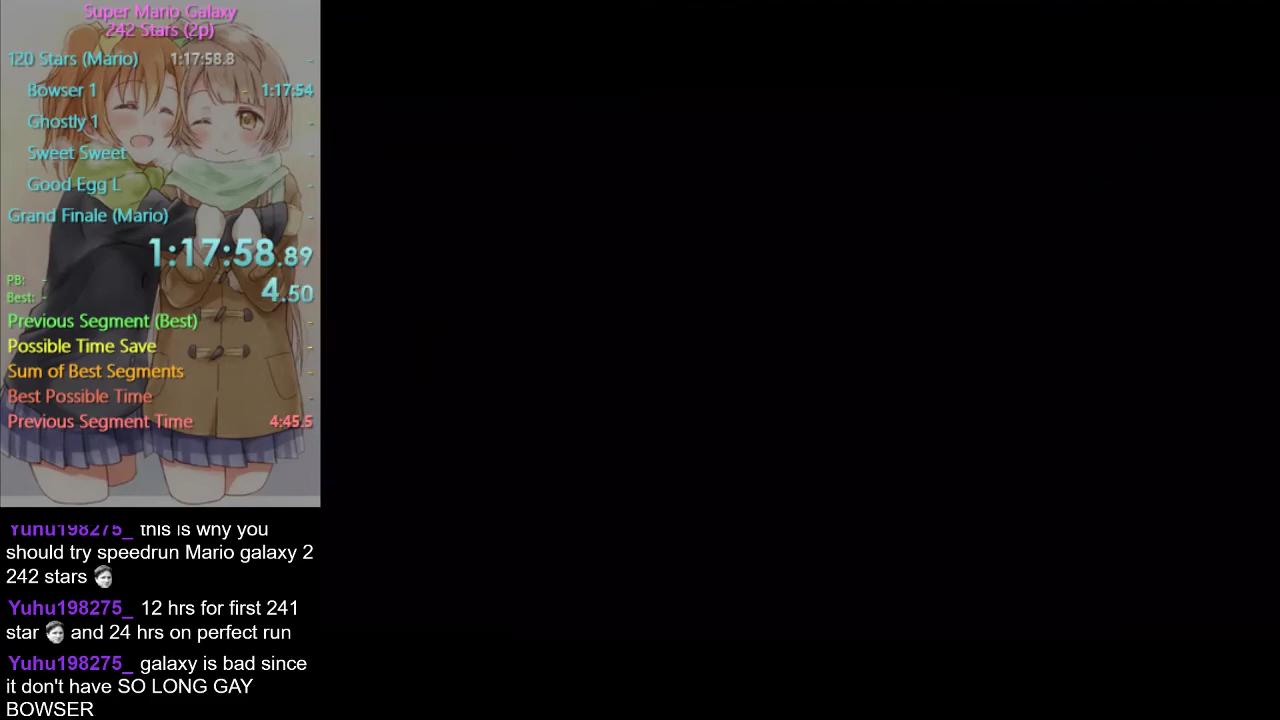 Super Mario Galaxy
242 Stars (2p)
120 Stars (Mario) 1:17:58.8 -
Bowser 1 - 1:17:54
Ghostly 1 -
Sweet Sweet -
Good Egg L -
Grand Finale (Mario) -
1:17:58.89
PB: -
4.50
Best: -
Previous Segment (Best) -
Possible Time Save -
Sum of Best Segments -
Best Possible Time -
Previous Segment Time 4:45.5
Yuhu198275_ this is why you
should try speedrun Mario galaxy 2
242 stars
Yuhu198275_ 12 hrs for first 241
star and 24 hrs on perfect run
Yuhu198275_ galaxy is bad since
it don't have SO LONG GAY
BOWSER